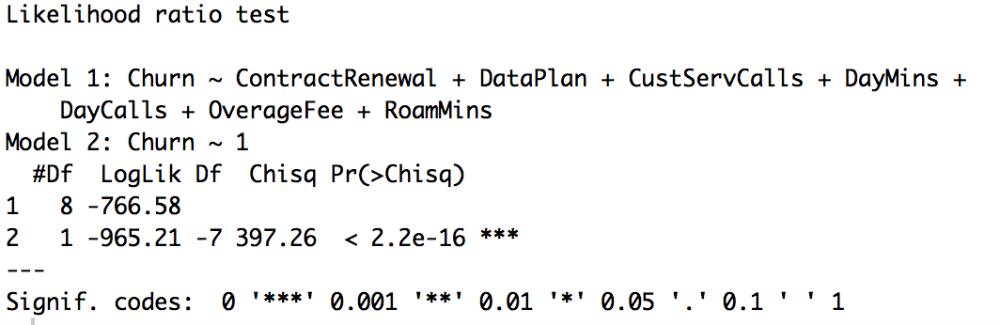 Likelihood ratio test
Model 1: Churn ~ ContractRenewal + DataPlan + CustServCalls + DayMins +
    DayCalls + OverageFee + RoamMins
Model 2: Churn ~ 1
  #Df  LogLik Df  Chisq Pr(>Chisq)
1   8 -766.58
2   1 -965.21 -7 397.26  < 2.2e-16 ***
---
Signif. codes:  0 '***' 0.001 '**' 0.01 '*' 0.05 '.' 0.1 ' ' 1